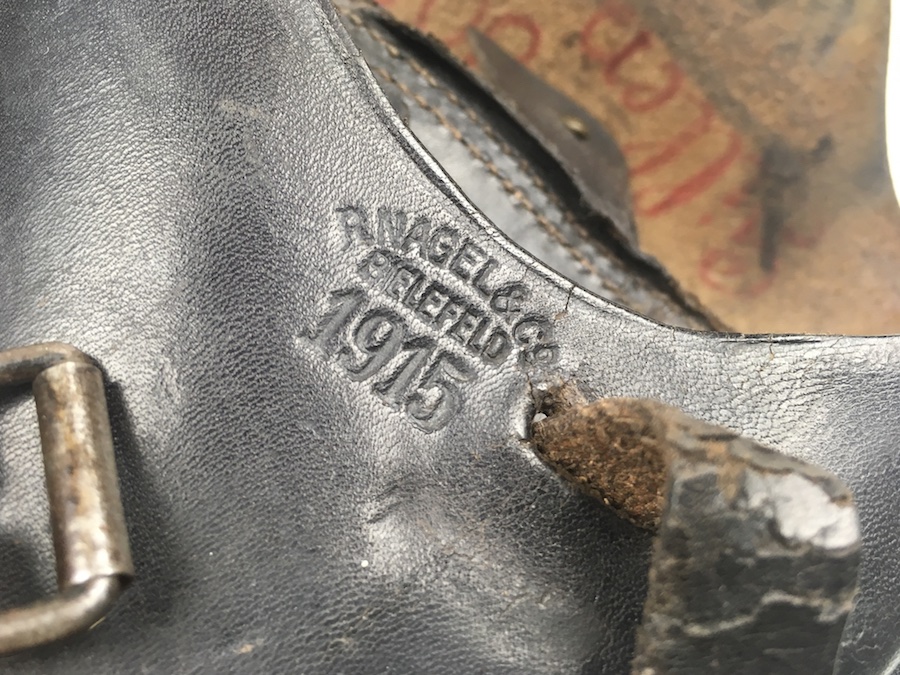 R NAGEL & Co
BIELEFELD
1915